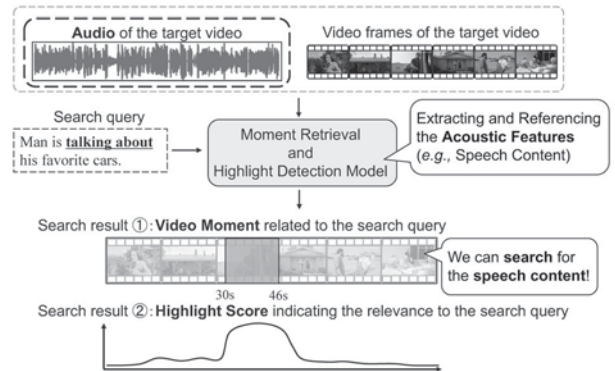 Audio of the target video
Video frames of the target video
Search query
Man is talking about
his favorite cars.
Moment Retrieval
and
Highlight Detection Model
Extracting and Referencing
the Acoustic Features
(e.g., Speech Content)
Search result ①: Video Moment related to the search query
We can search for
the speech content!
30s
46s
Search result ②: Highlight Score indicating the relevance to the search query